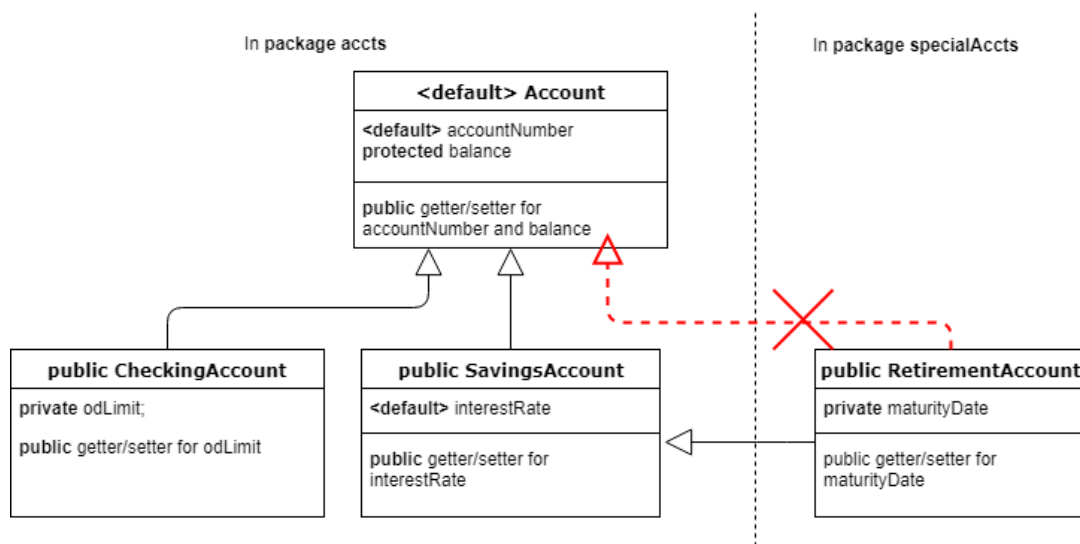 In package accts
In package specialAccts
<default> Account
<default> accountNumber
protected balance
public getter/setter for
accountNumber and balance
public CheckingAccount
private odLimit;
public getter/setter for odLimit
public SavingsAccount
<default> interestRate
public getter/setter for
interestRate
public RetirementAccount
private maturityDate
public getter/setter for
maturityDate